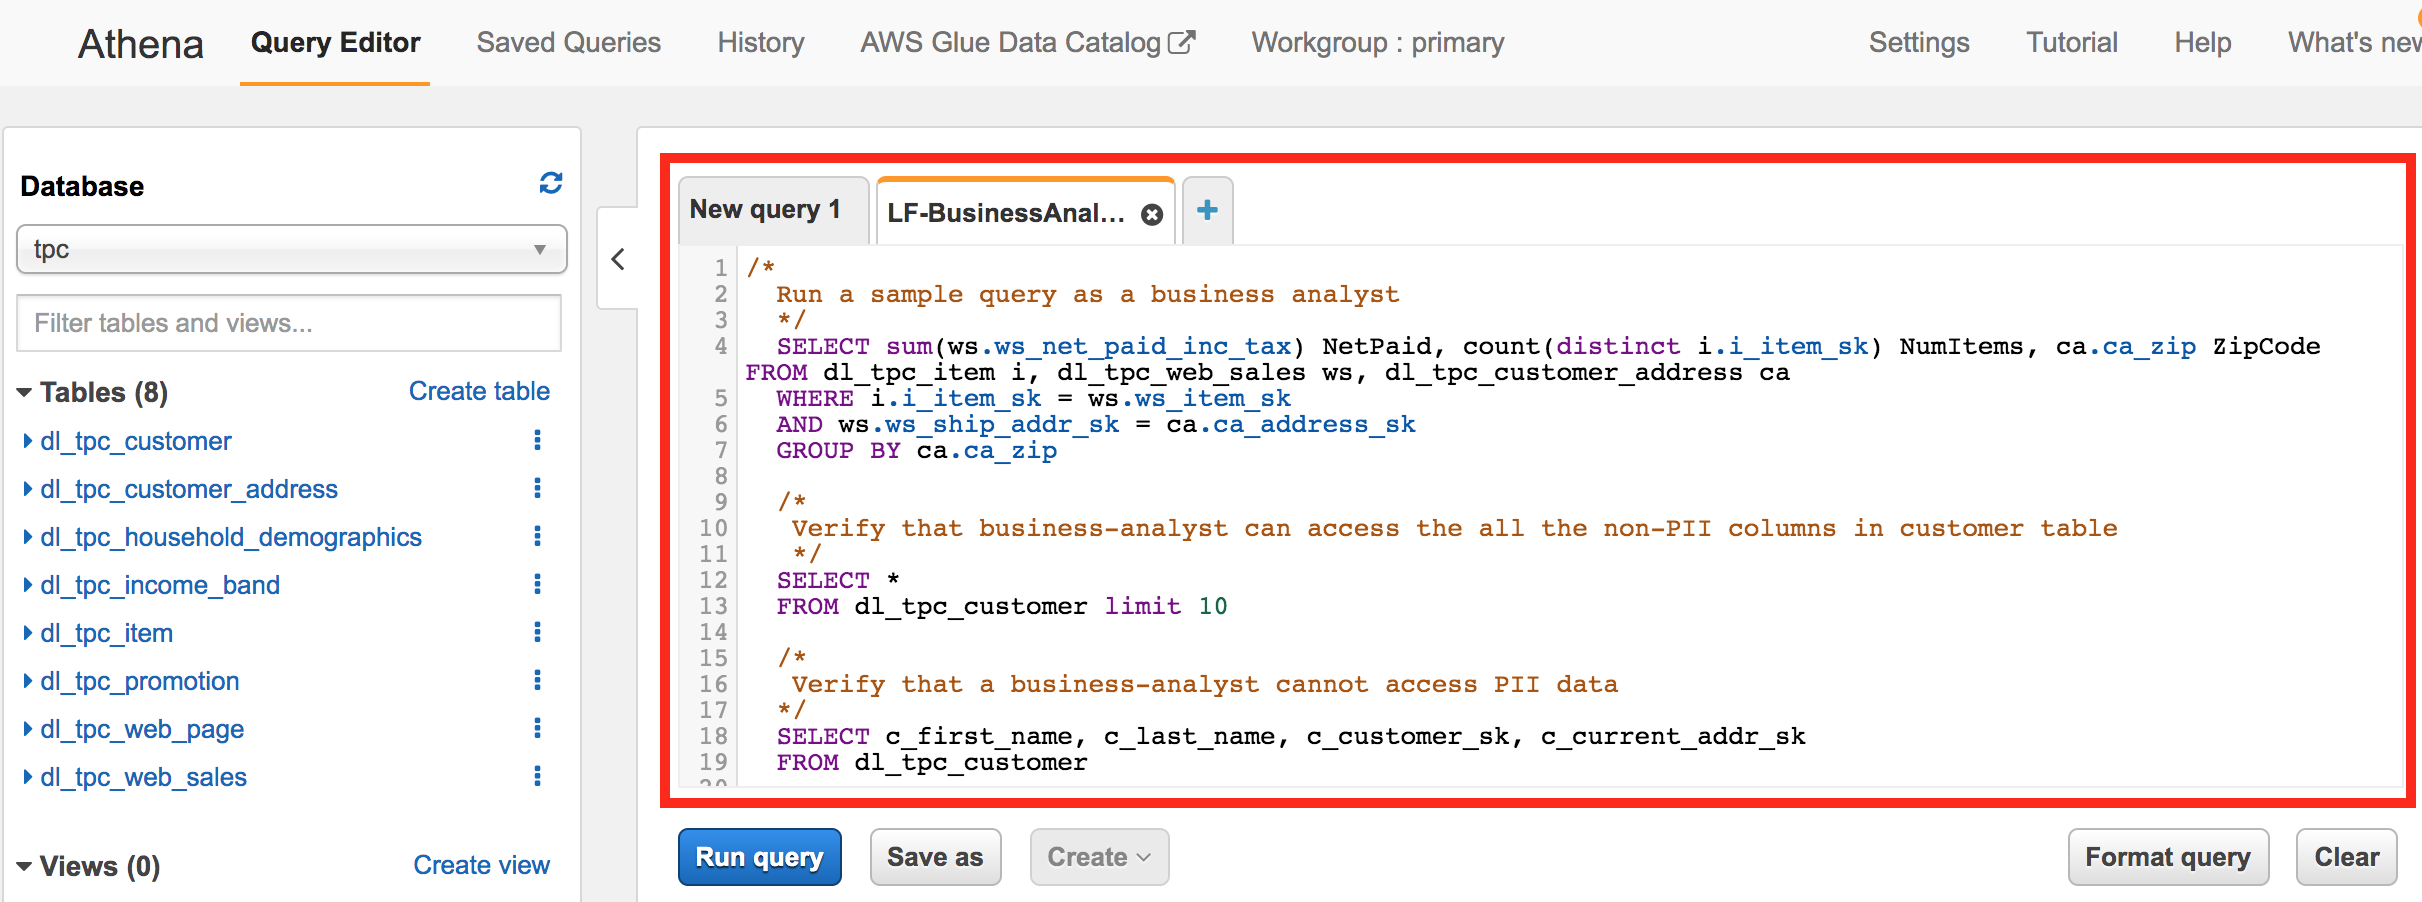 Athena Query Editor Saved Queries History AWS Glue Data Catalog Workgroup : primary Settings Tutorial Help What's new
Database
tpc
Filter tables and views...
Tables (8) Create table
dl_tpc_customer
dl_tpc_customer_address
dl_tpc_household_demographics
dl_tpc_income_band
dl_tpc_item
dl_tpc_promotion
dl_tpc_web_page
dl_tpc_web_sales
Views (0) Create view
New query 1 LF-BusinessAnal... +
1 /*
2 Run a sample query as a business analyst
3 */
4 SELECT sum(ws.ws_net_paid_inc_tax) NetPaid, count(distinct i.i_item_sk) NumItems, ca.ca_zip ZipCode
FROM dl_tpc_item i, dl_tpc_web_sales ws, dl_tpc_customer_address ca
5 WHERE i.i_item_sk = ws.ws_item_sk
6 AND ws.ws_ship_addr_sk = ca.ca_address_sk
7 GROUP BY ca.ca_zip
8
9 /*
10 Verify that business-analyst can access the all the non-PII columns in customer table
11 */
12 SELECT *
13 FROM dl_tpc_customer limit 10
14
15 /*
16 Verify that a business-analyst cannot access PII data
17 */
18 SELECT c_first_name, c_last_name, c_customer_sk, c_current_addr_sk
19 FROM dl_tpc_customer
20
Run query Save as Create Format query Clear